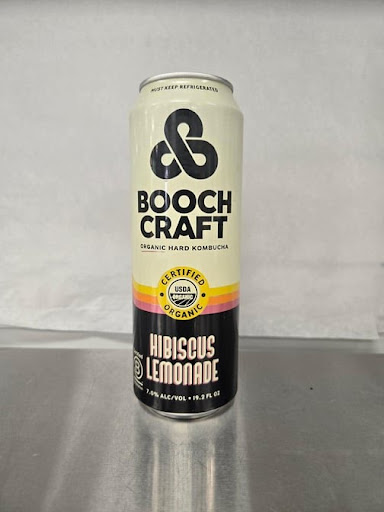 MUST KEEP REFRIGERATED
BOOCH
CRAFT
ORGANIC HARD KOMBUCHA
CERTIFIED
USDA
ORGANIC
ORGANIC
HIBISCUS
LEMONADE
7.0% ALC/VOL • 19.2 FL OZ